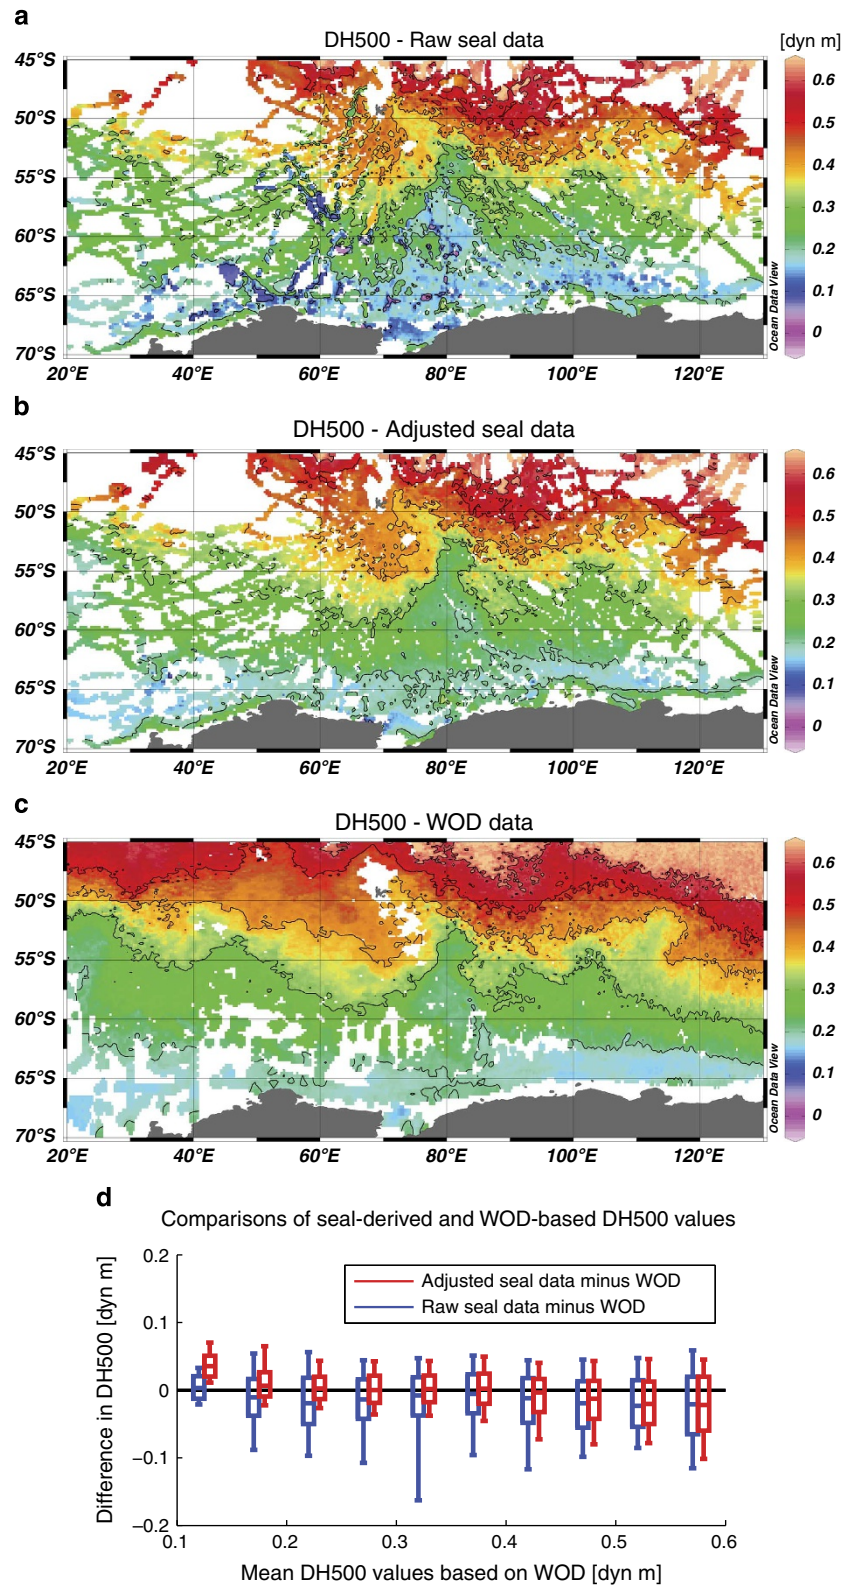 a
DH500 - Raw seal data
[dyn m]
45°S
50°S
55°S
60°S
65°S
70°S
20°E 40°E 60°E 80°E 100°E 120°E
Ocean Data View
0.6
0.5
0.4
0.3
0.2
0.1
0
b
DH500 - Adjusted seal data
45°S
50°S
55°S
60°S
65°S
70°S
20°E 40°E 60°E 80°E 100°E 120°E
Ocean Data View
0.6
0.5
0.4
0.3
0.2
0.1
0
c
DH500 - WOD data
45°S
50°S
55°S
60°S
65°S
70°S
20°E 40°E 60°E 80°E 100°E 120°E
Ocean Data View
0.6
0.5
0.4
0.3
0.2
0.1
0
d
Comparisons of seal-derived and WOD-based DH500 values
Difference in DH500 [dyn m]
0.2
0.1
0
−0.1
−0.2
Adjusted seal data minus WOD
Raw seal data minus WOD
0.1 0.2 0.3 0.4 0.5 0.6
Mean DH500 values based on WOD [dyn m]